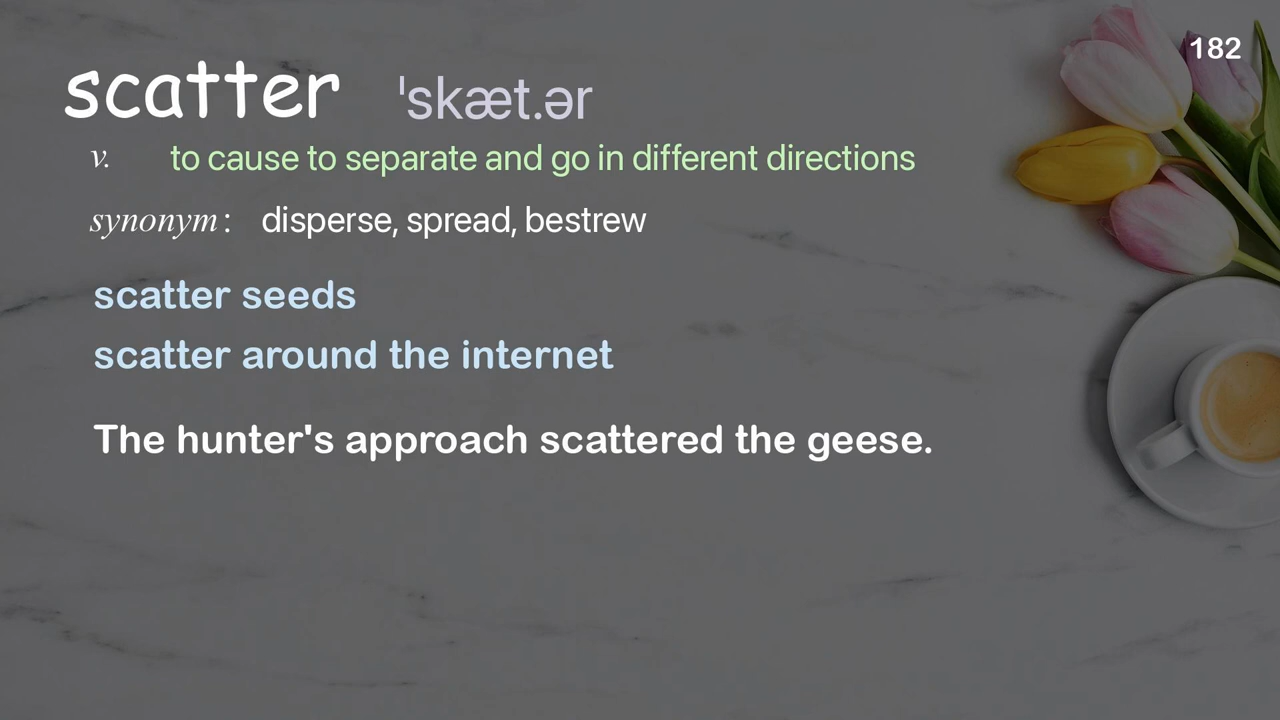 182
scatter ˈskæt.ər
v. to cause to separate and go in different directions
synonym: disperse, spread, bestrew
scatter seeds
scatter around the internet
The hunter's approach scattered the geese.